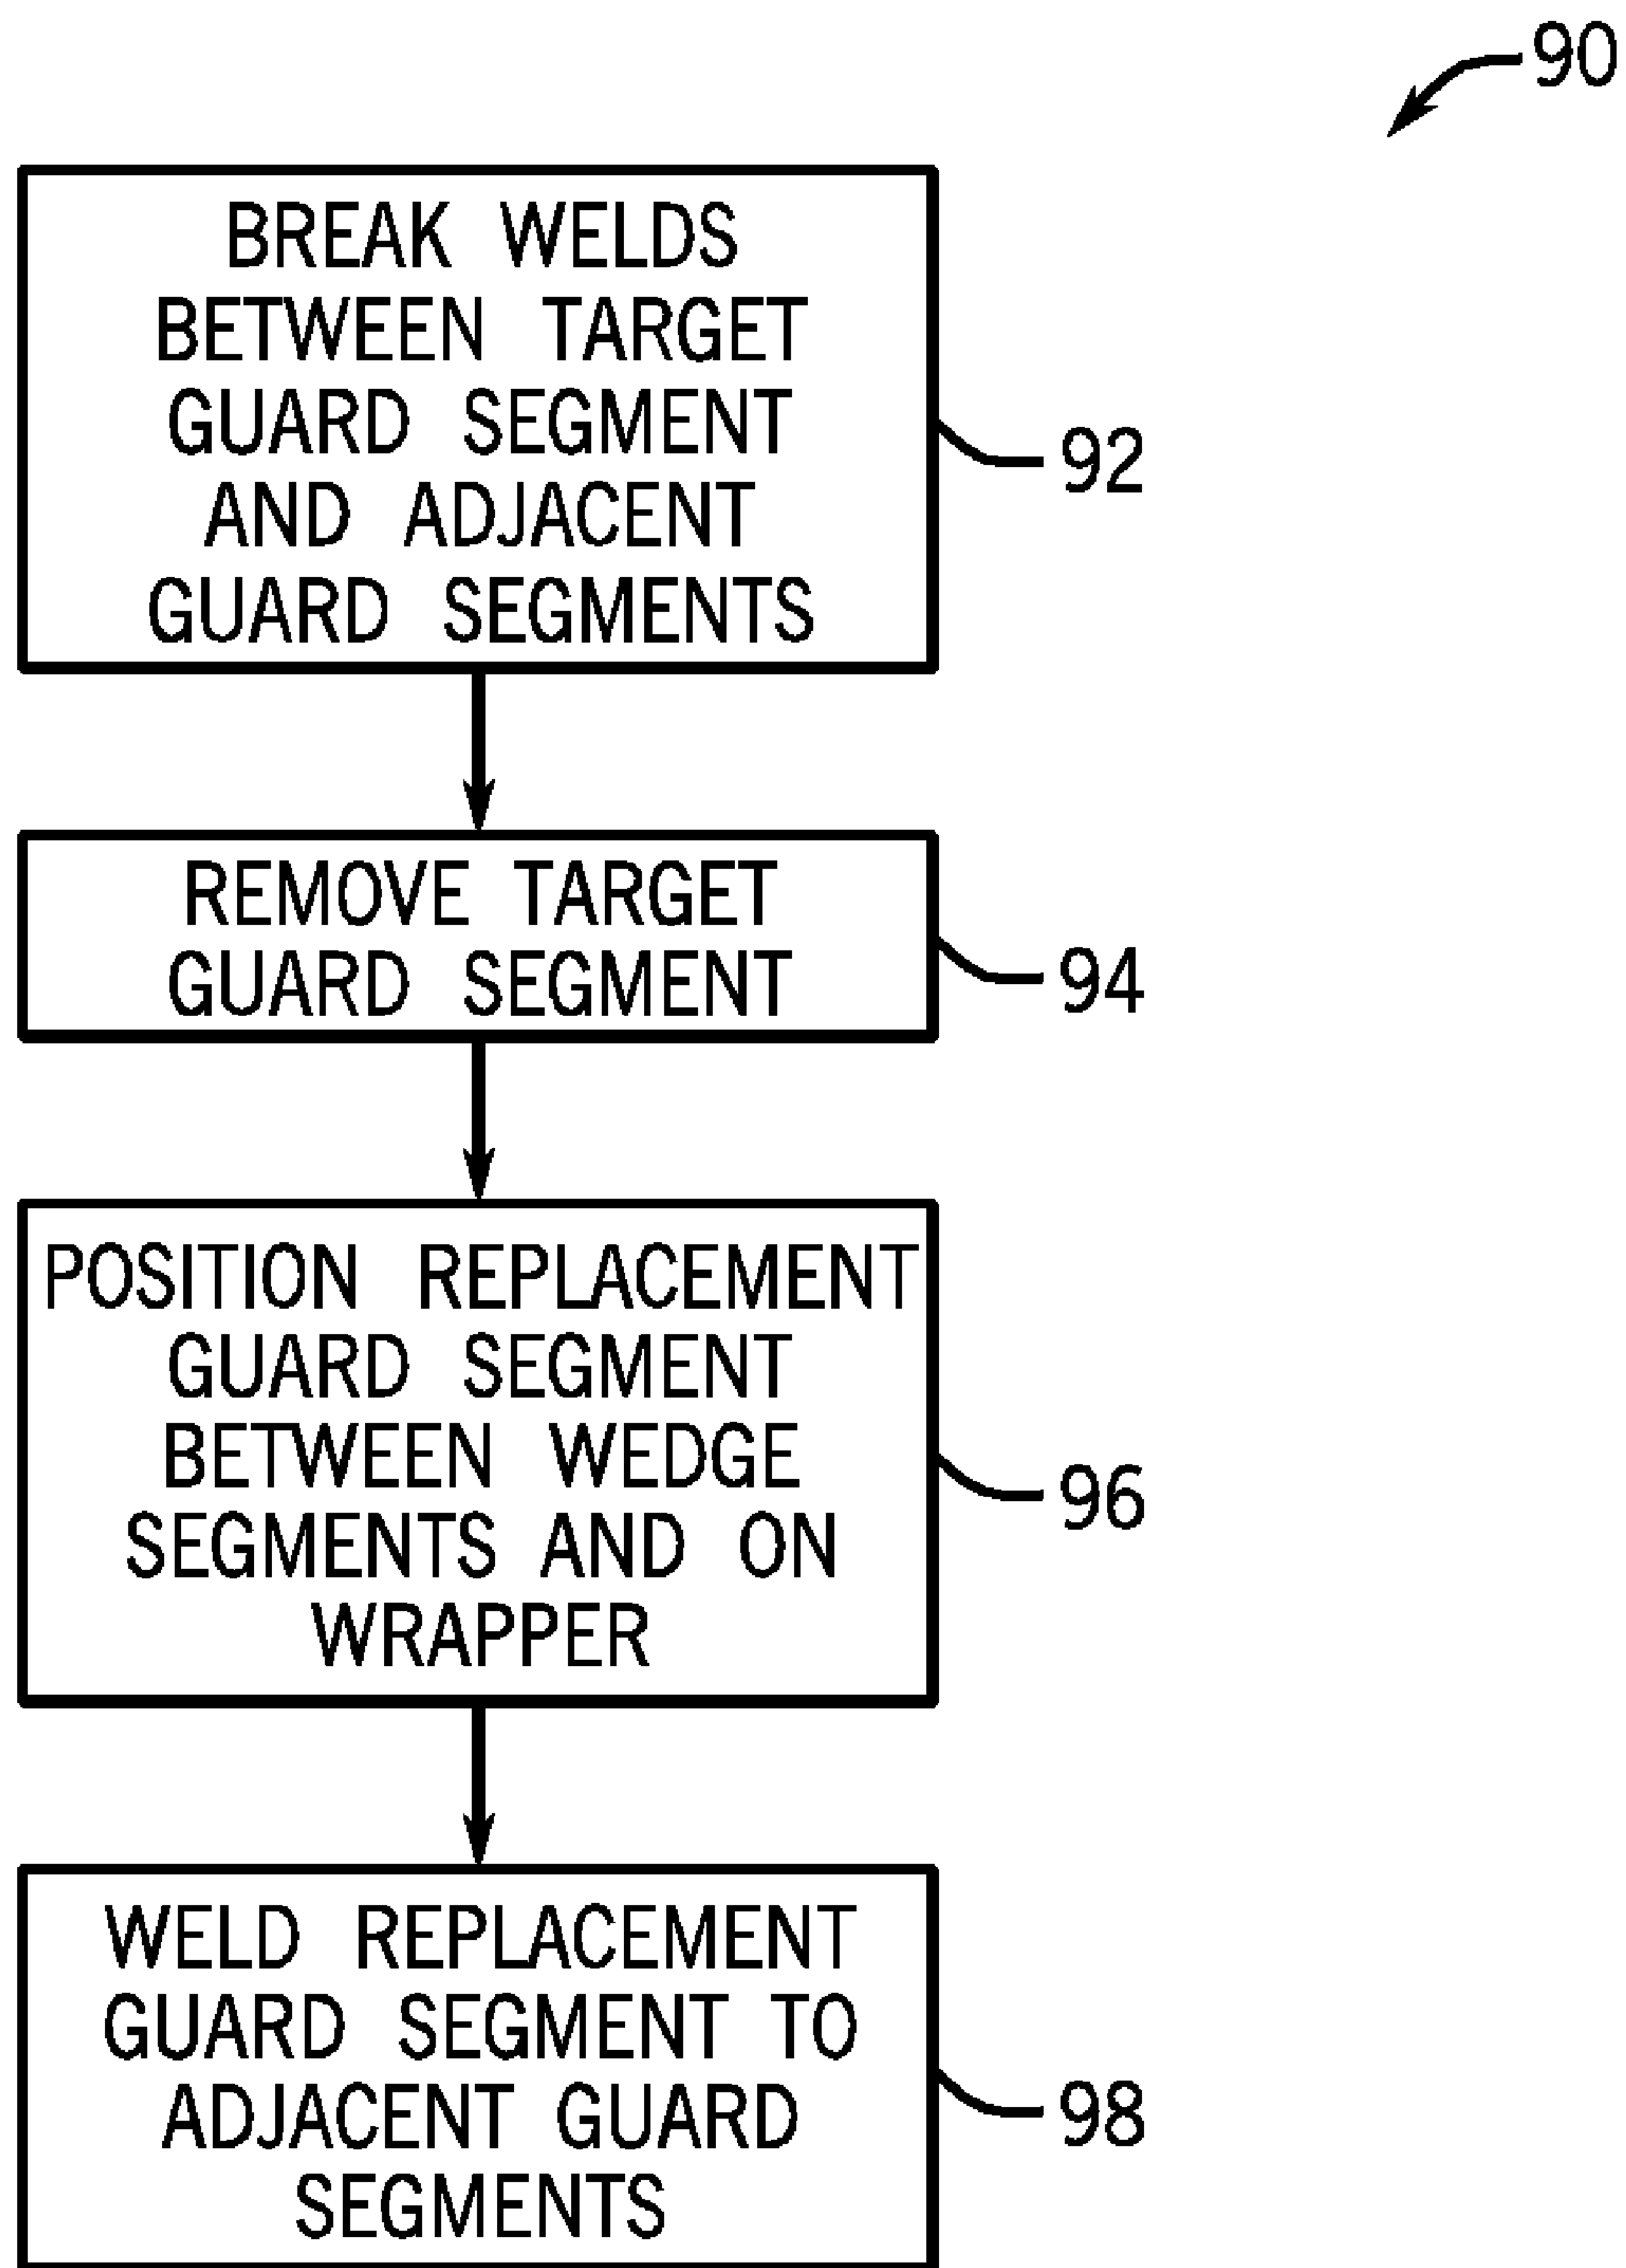 90
BREAK WELDS
BETWEEN TARGET
GUARD SEGMENT
AND ADJACENT
GUARD SEGMENTS
92
REMOVE TARGET
GUARD SEGMENT
94
POSITION REPLACEMENT
GUARD SEGMENT
BETWEEN WEDGE
SEGMENTS AND ON
WRAPPER
96
WELD REPLACEMENT
GUARD SEGMENT TO
ADJACENT GUARD
SEGMENTS
98